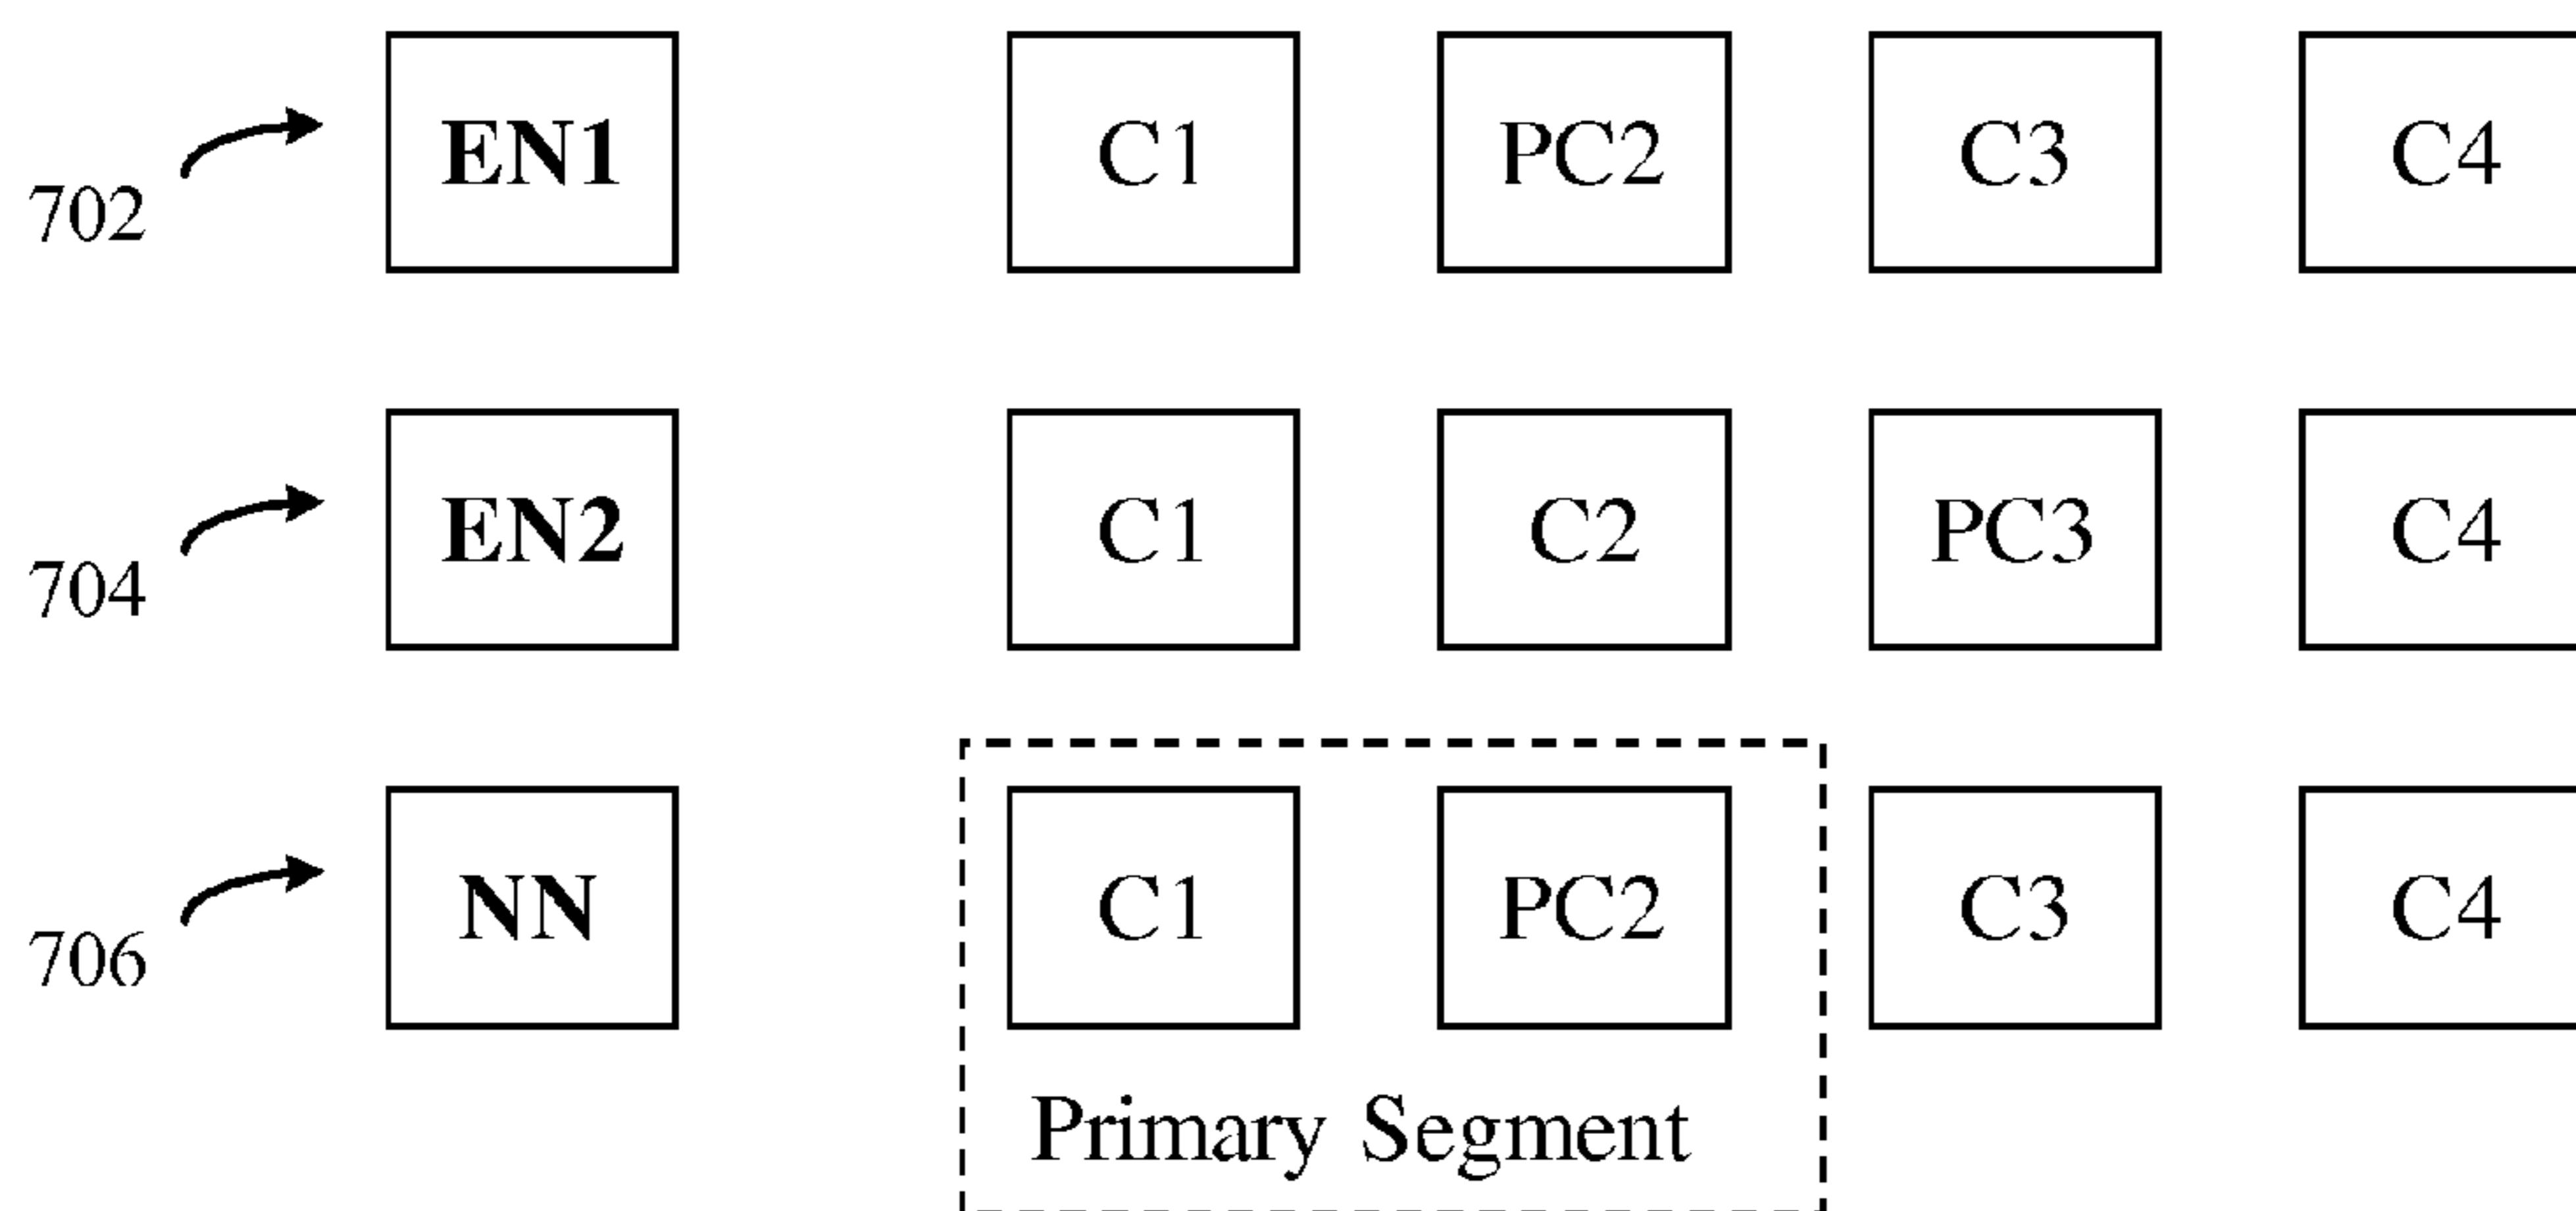 702 EN1 C1 PC2 C3 C4
704 EN2 C1 C2 PC3 C4
706 NN C1 PC2 C3 C4
Primary Segment